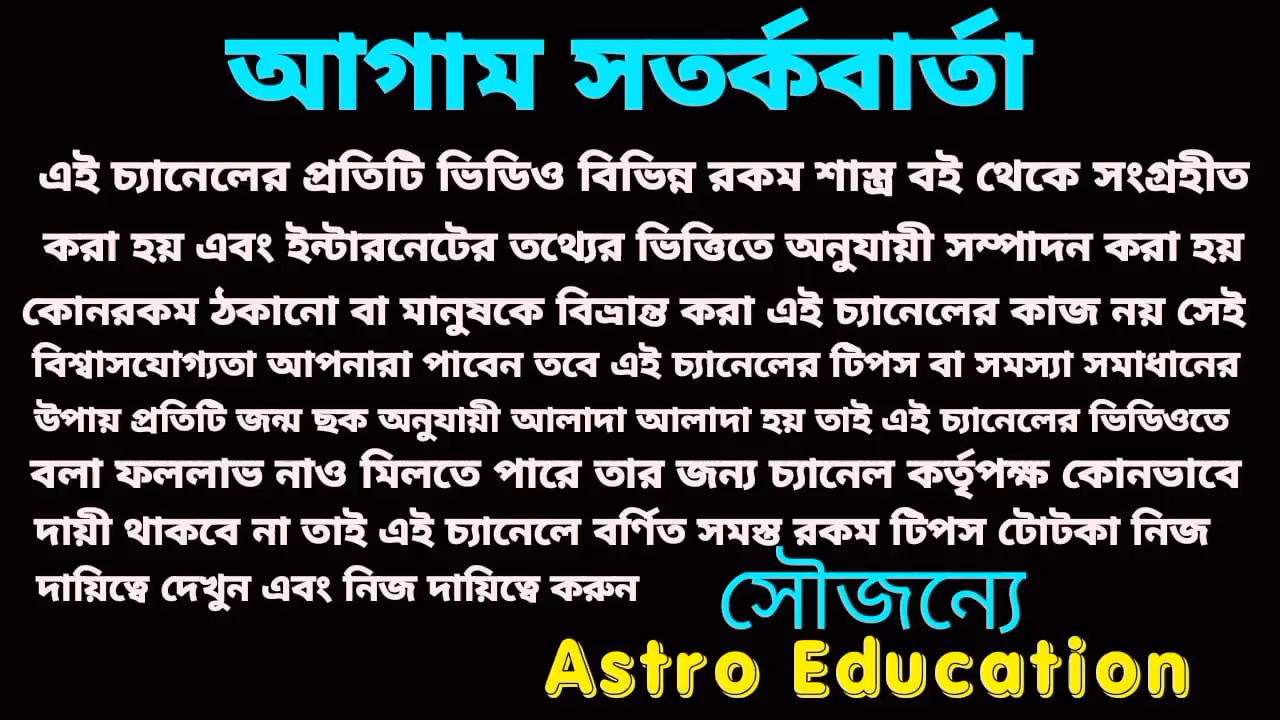 আগাম সতর্কবার্তা
এই চ্যানেলের প্রতিটি ভিডিও বিভিন্ন রকম শাস্ত্র বই থেকে সংগ্রহীত
করা হয় এবং ইন্টারনেটের তথ্যের ভিত্তিতে অনুযায়ী সম্পাদন করা হয়
কোনরকম ঠকানো বা মানুষকে বিভ্রান্ত করা এই চ্যানেলের কাজ নয় সেই
বিশ্বাসযোগ্যতা আপনারা পাবেন তবে এই চ্যানেলের টিপস বা সমস্যা সমাধানের
উপায় প্রতিটি জন্ম ছক অনুযায়ী আলাদা আলাদা হয় তাই এই চ্যানেলের ভিডিওতে
বলা ফললাভ নাও মিলতে পারে তার জন্য চ্যানেল কর্তৃপক্ষ কোনভাবে
দায়ী থাকবে না তাই এই চ্যানেলে বর্ণিত সমস্ত রকম টিপস টোটকা নিজ
দায়িত্বে দেখুন এবং নিজ দায়িত্বে করুন
সৌজন্যে
Astro Education